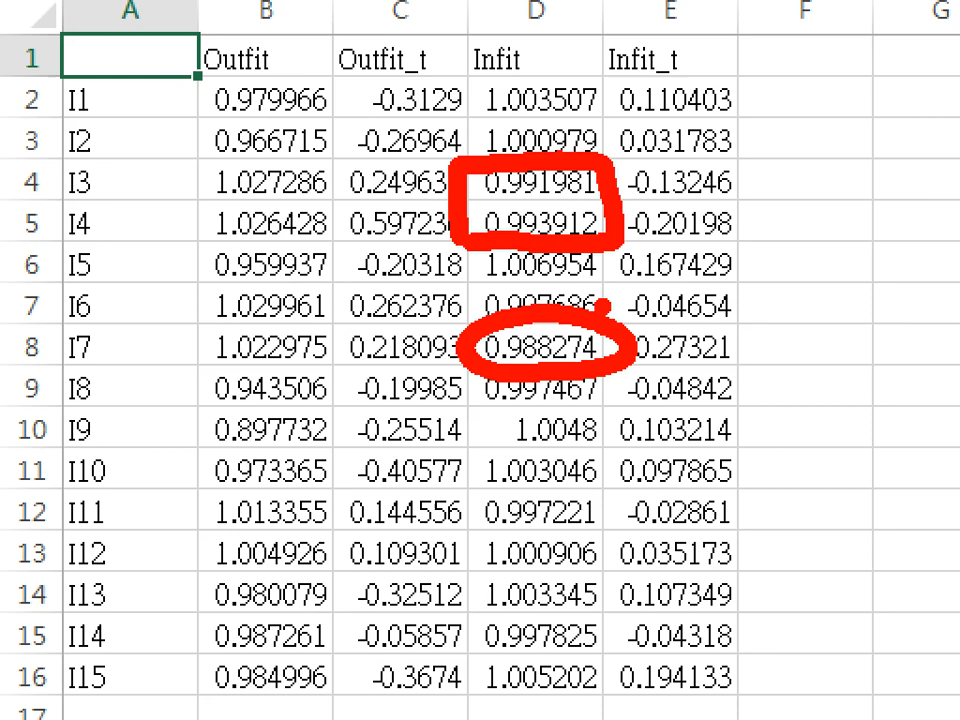 A B C D E F G
1 Outfit Outfit_t Infit Infit_t
2 I1 0.979966 -0.3129 1.003507 0.110403
3 I2 0.966715 -0.26964 1.000979 0.031783
4 I3 1.027286 0.24963 0.991981 -0.13246
5 I4 1.026428 0.59723 0.993912 -0.20198
6 I5 0.959937 -0.20318 1.006954 0.167429
7 I6 1.029961 0.262376 0.997686 -0.04654
8 I7 1.022975 0.218093 0.988274 0.27321
9 I8 0.943506 -0.19985 0.997467 -0.04842
10 I9 0.897732 -0.25514 1.0048 0.103214
11 I10 0.973365 -0.40577 1.003046 0.097865
12 I11 1.013355 0.144556 0.997221 -0.02861
13 I12 1.004926 0.109301 1.000906 0.035173
14 I13 0.980079 -0.32512 1.003345 0.107349
15 I14 0.987261 -0.05857 0.997825 -0.04318
16 I15 0.984996 -0.3674 1.005202 0.194133
17